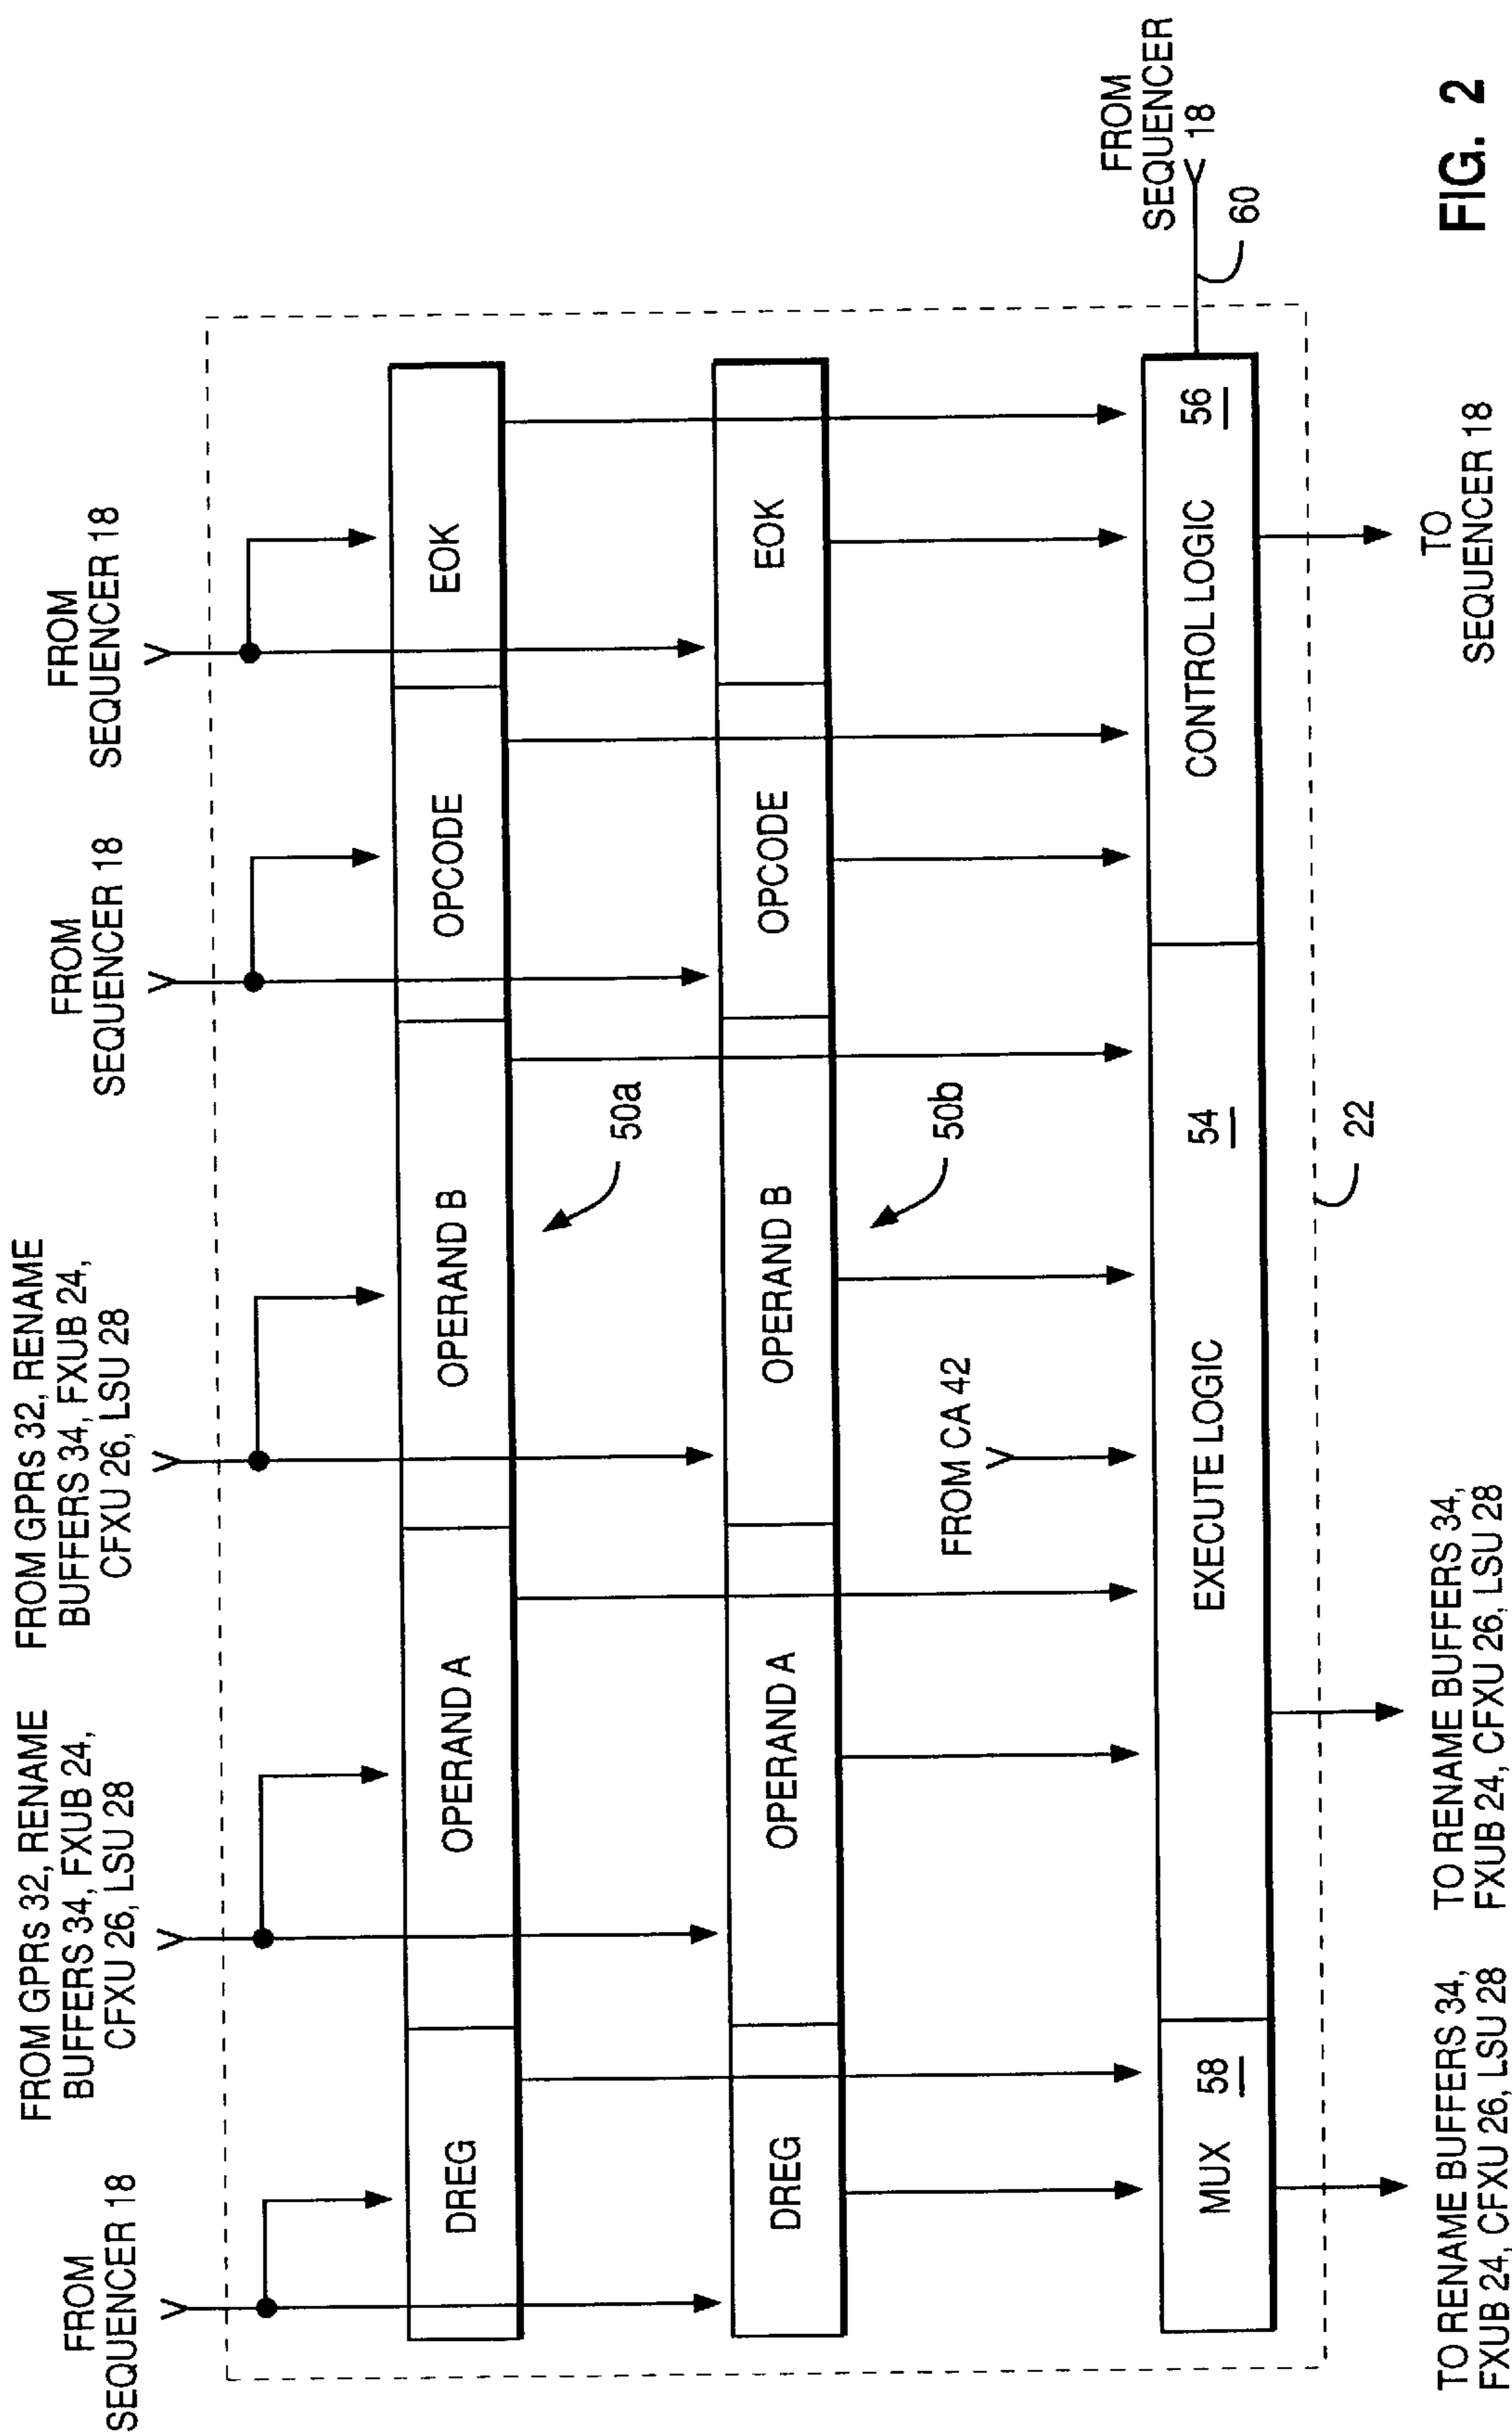 FROM
SEQUENCER 18
FROM GPRs 32, RENAME
BUFFERS 34, FXUB 24,
CFXU 26, LSU 28
FROM GPRs 32, RENAME
BUFFERS 34, FXUB 24,
CFXU 26, LSU 28
FROM
SEQUENCER 18
FROM
SEQUENCER 18
DREG
OPERAND A
OPERAND B
OPCODE
EOK
50a
DREG
OPERAND A
OPERAND B
OPCODE
EOK
50b
FROM CA 42
FROM
SEQUENCER
18
60
MUX
58
EXECUTE LOGIC
54
CONTROL LOGIC
56
22
TO RENAME BUFFERS 34,
FXUB 24, CFXU 26, LSU 28
TO RENAME BUFFERS 34,
FXUB 24, CFXU 26, LSU 28
TO
SEQUENCER 18
FIG. 2